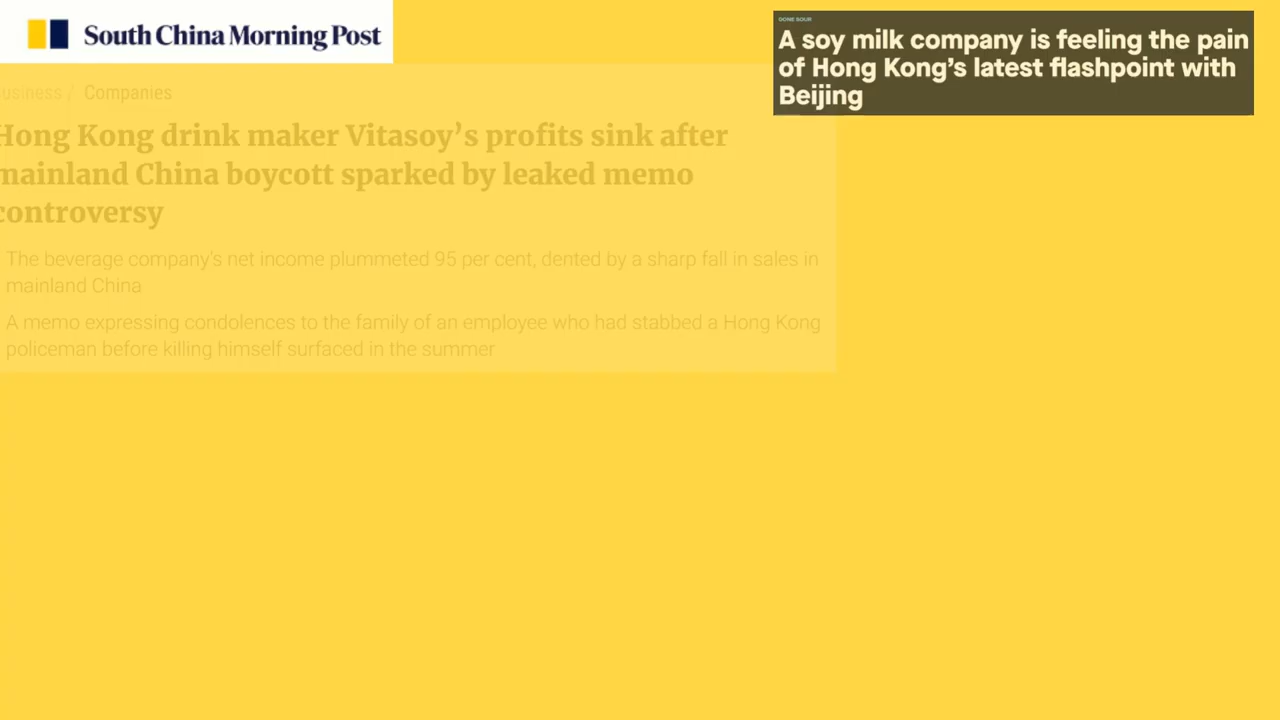 South China Morning Post
GONE SOUR
A soy milk company is feeling the pain
of Hong Kong's latest flashpoint with
Beijing
usiness / Companies
Hong Kong drink maker Vitasoy's profits sink after
mainland China boycott sparked by leaked memo
controversy
The beverage company's net income plummeted 95 per cent, dented by a sharp fall in sales in
mainland China
A memo expressing condolences to the family of an employee who had stabbed a Hong Kong
policeman before killing himself surfaced in the summer